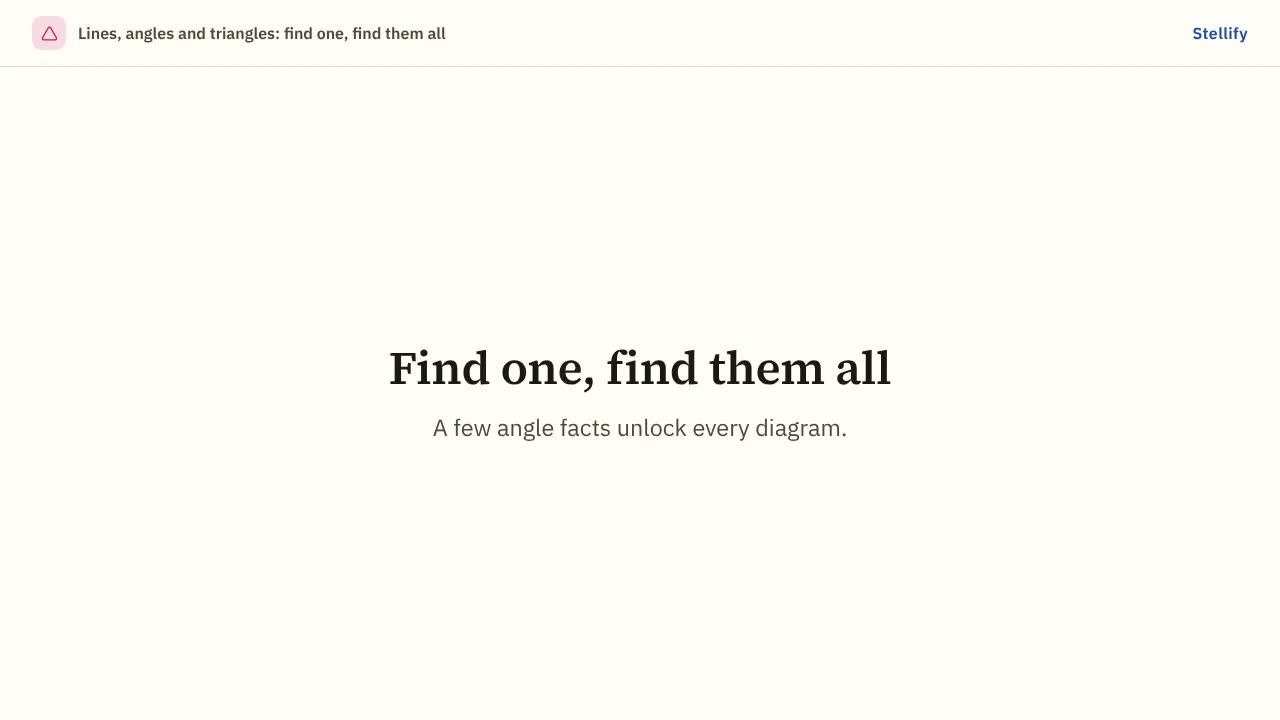 Lines, angles and triangles: find one, find them all
Stellify
Find one, find them all
A few angle facts unlock every diagram.